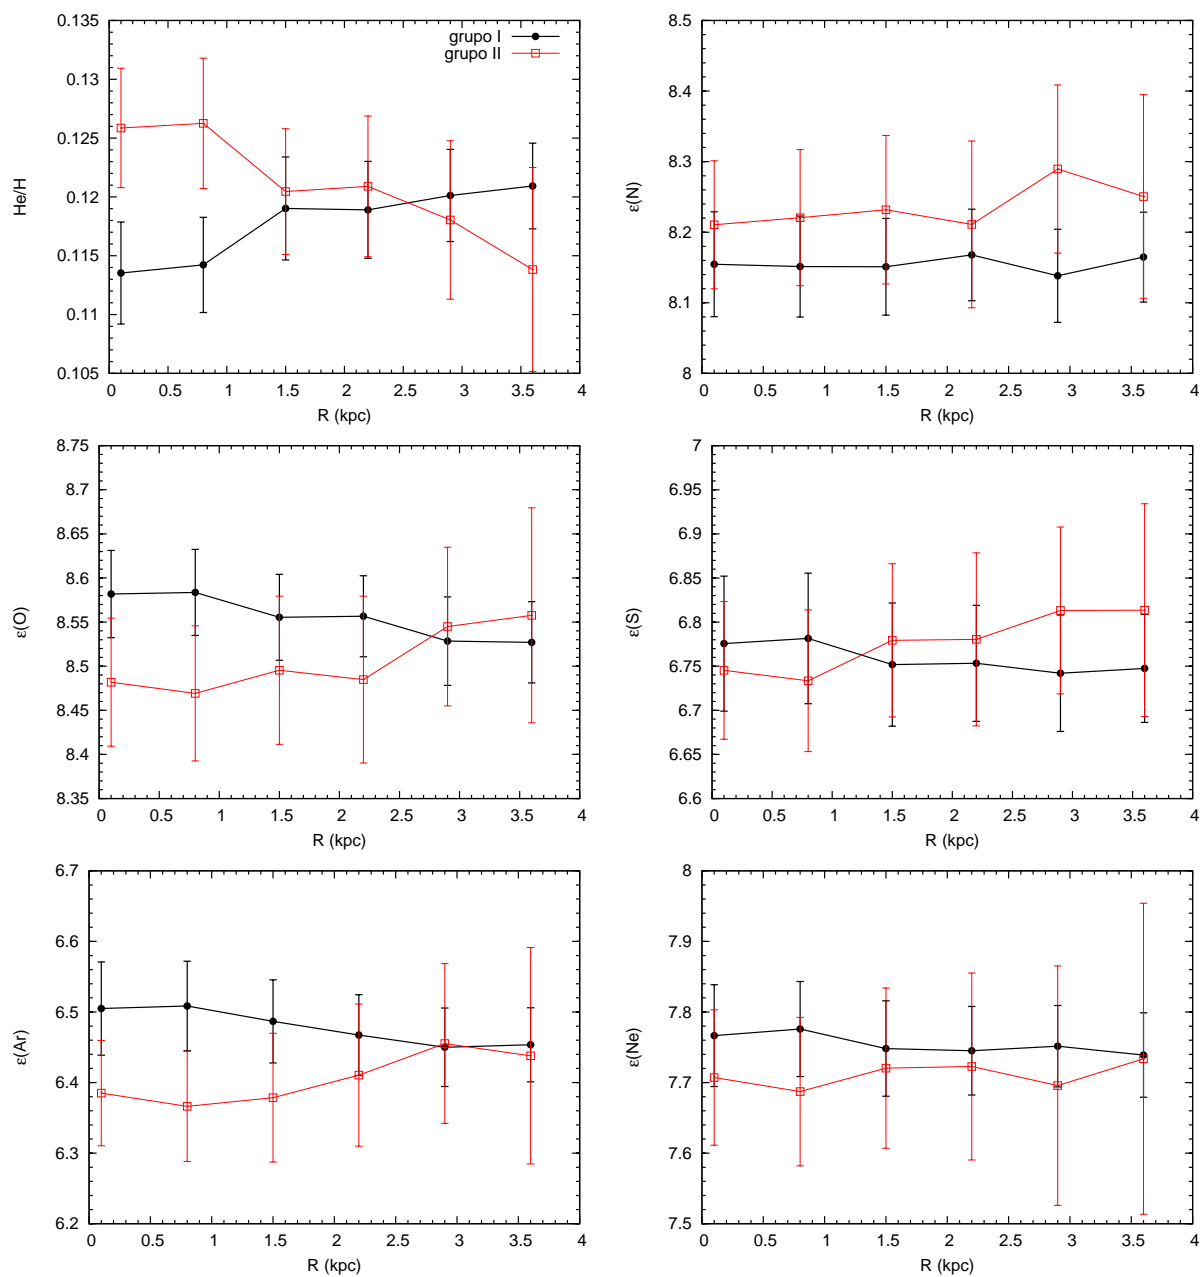 0.135
0.13
0.125
0.12
0.115
0.11
0.105
He/H
grupo I
grupo II
0 0.5 1 1.5 2 2.5 3 3.5 4
R (kpc)
8.5
8.4
8.3
8.2
8.1
8
ε(N)
0 0.5 1 1.5 2 2.5 3 3.5 4
R (kpc)
8.75
8.7
8.65
8.6
8.55
8.5
8.45
8.4
8.35
ε(O)
0 0.5 1 1.5 2 2.5 3 3.5 4
R (kpc)
7
6.95
6.9
6.85
6.8
6.75
6.7
6.65
6.6
ε(S)
0 0.5 1 1.5 2 2.5 3 3.5 4
R (kpc)
6.7
6.6
6.5
6.4
6.3
6.2
ε(Ar)
0 0.5 1 1.5 2 2.5 3 3.5 4
R (kpc)
8
7.9
7.8
7.7
7.6
7.5
ε(Ne)
0 0.5 1 1.5 2 2.5 3 3.5 4
R (kpc)